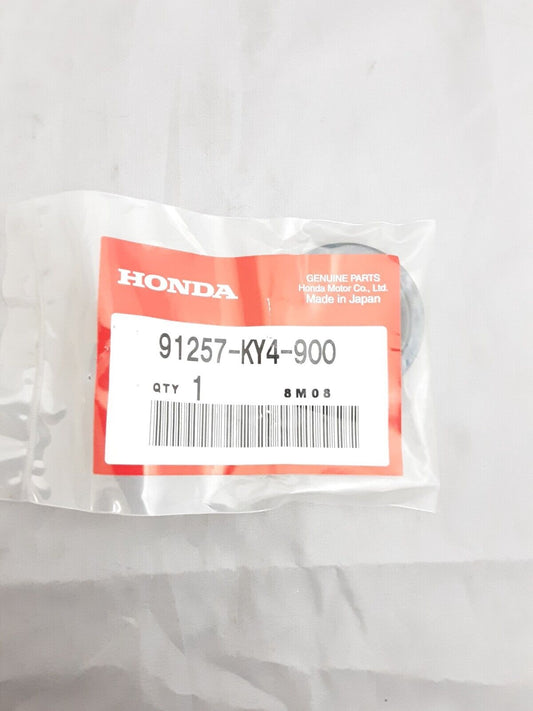 HONDA
GENUINE PARTS
Honda Motor Co., Ltd.
Made in Japan
91257-KY4-900
QTY 1 8M08